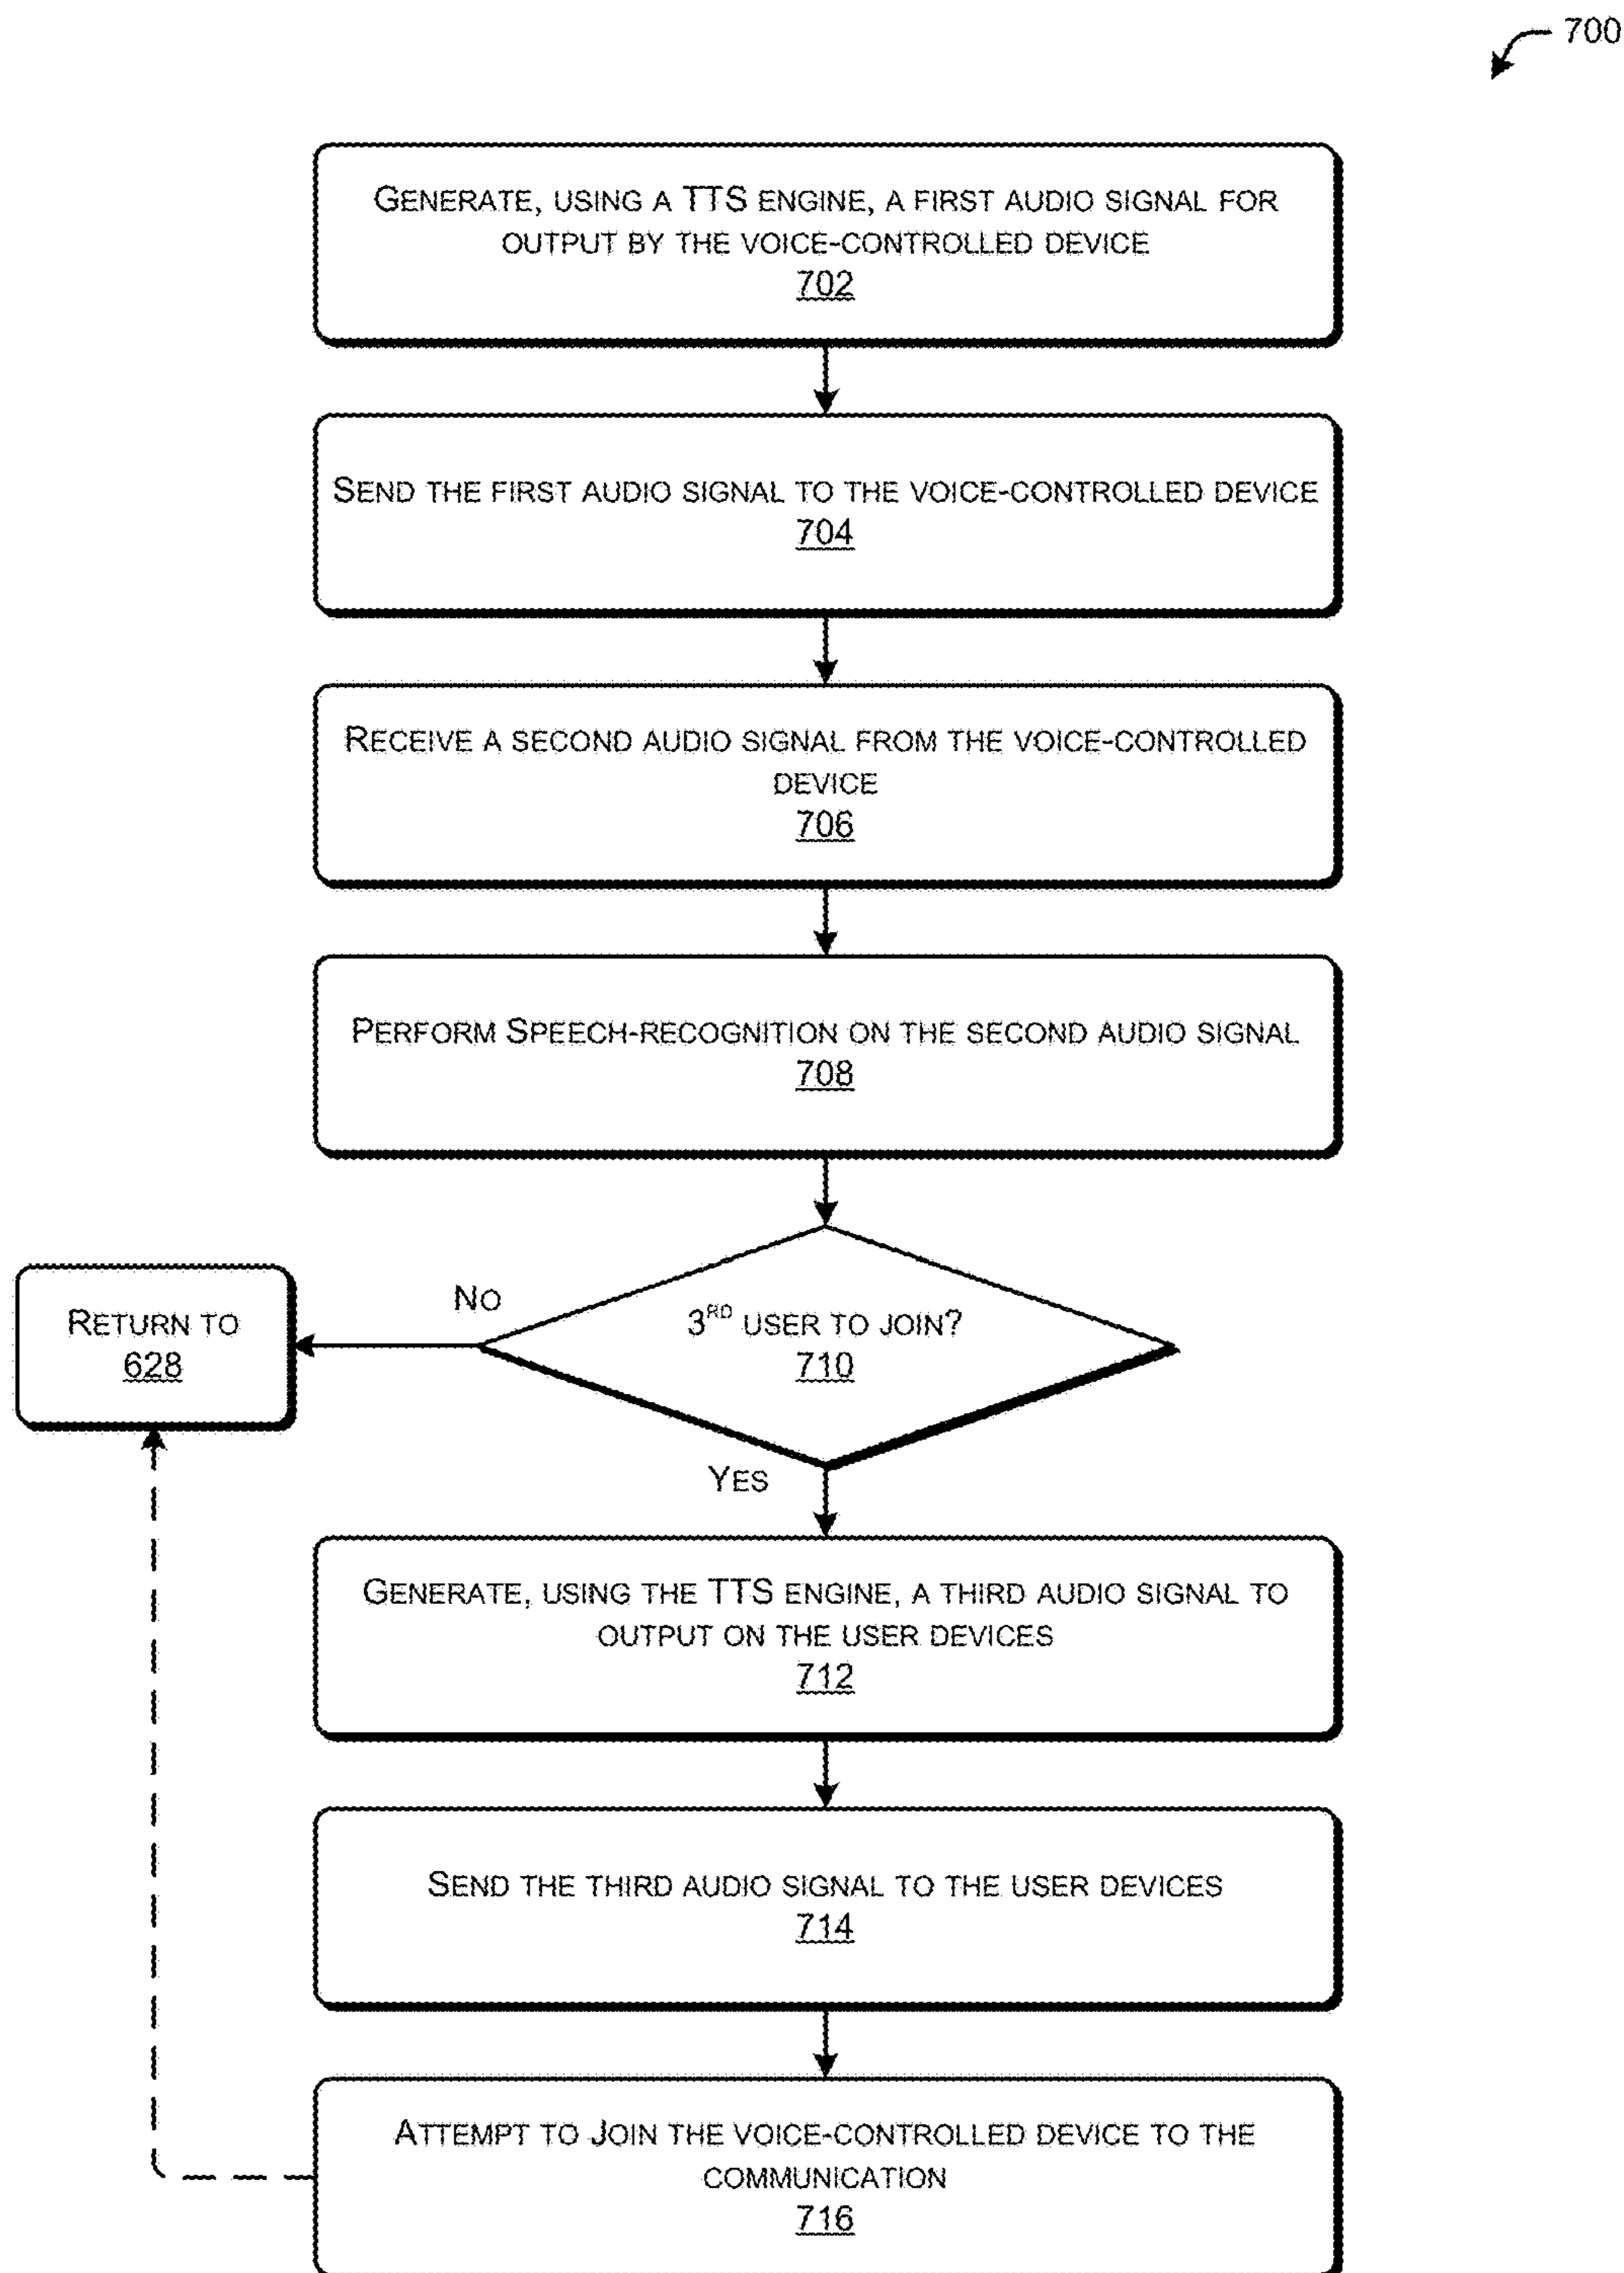 700
GENERATE, USING A TTS ENGINE, A FIRST AUDIO SIGNAL FOR
OUTPUT BY THE VOICE-CONTROLLED DEVICE
702
SEND THE FIRST AUDIO SIGNAL TO THE VOICE-CONTROLLED DEVICE
704
RECEIVE A SECOND AUDIO SIGNAL FROM THE VOICE-CONTROLLED
DEVICE
706
PERFORM SPEECH-RECOGNITION ON THE SECOND AUDIO SIGNAL
708
NO
3RD USER TO JOIN?
710
RETURN TO
628
YES
GENERATE, USING THE TTS ENGINE, A THIRD AUDIO SIGNAL TO
OUTPUT ON THE USER DEVICES
712
SEND THE THIRD AUDIO SIGNAL TO THE USER DEVICES
714
ATTEMPT TO JOIN THE VOICE-CONTROLLED DEVICE TO THE
COMMUNICATION
716